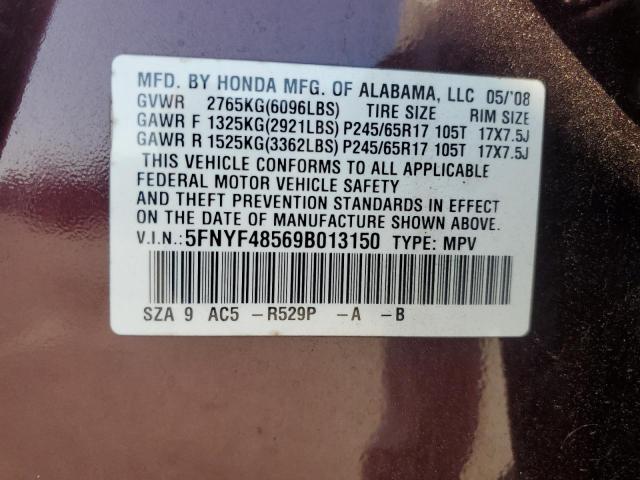 MFD. BY HONDA MFG. OF ALABAMA, LLC 05/'08
GVWR 2765KG(6096LBS) TIRE SIZE RIM SIZE
GAWR F 1325KG(2921LBS) P245/65R17 105T 17X7.5J
GAWR R 1525KG(3362LBS) P245/65R17 105T 17X7.5J
THIS VEHICLE CONFORMS TO ALL APPLICABLE
FEDERAL MOTOR VEHICLE SAFETY
AND THEFT PREVENTION STANDARDS IN EFFECT
ON THE DATE OF MANUFACTURE SHOWN ABOVE.
V.I.N.: 5FNYF48569B013150 TYPE: MPV
SZA 9 AC5 -R529P -A -B